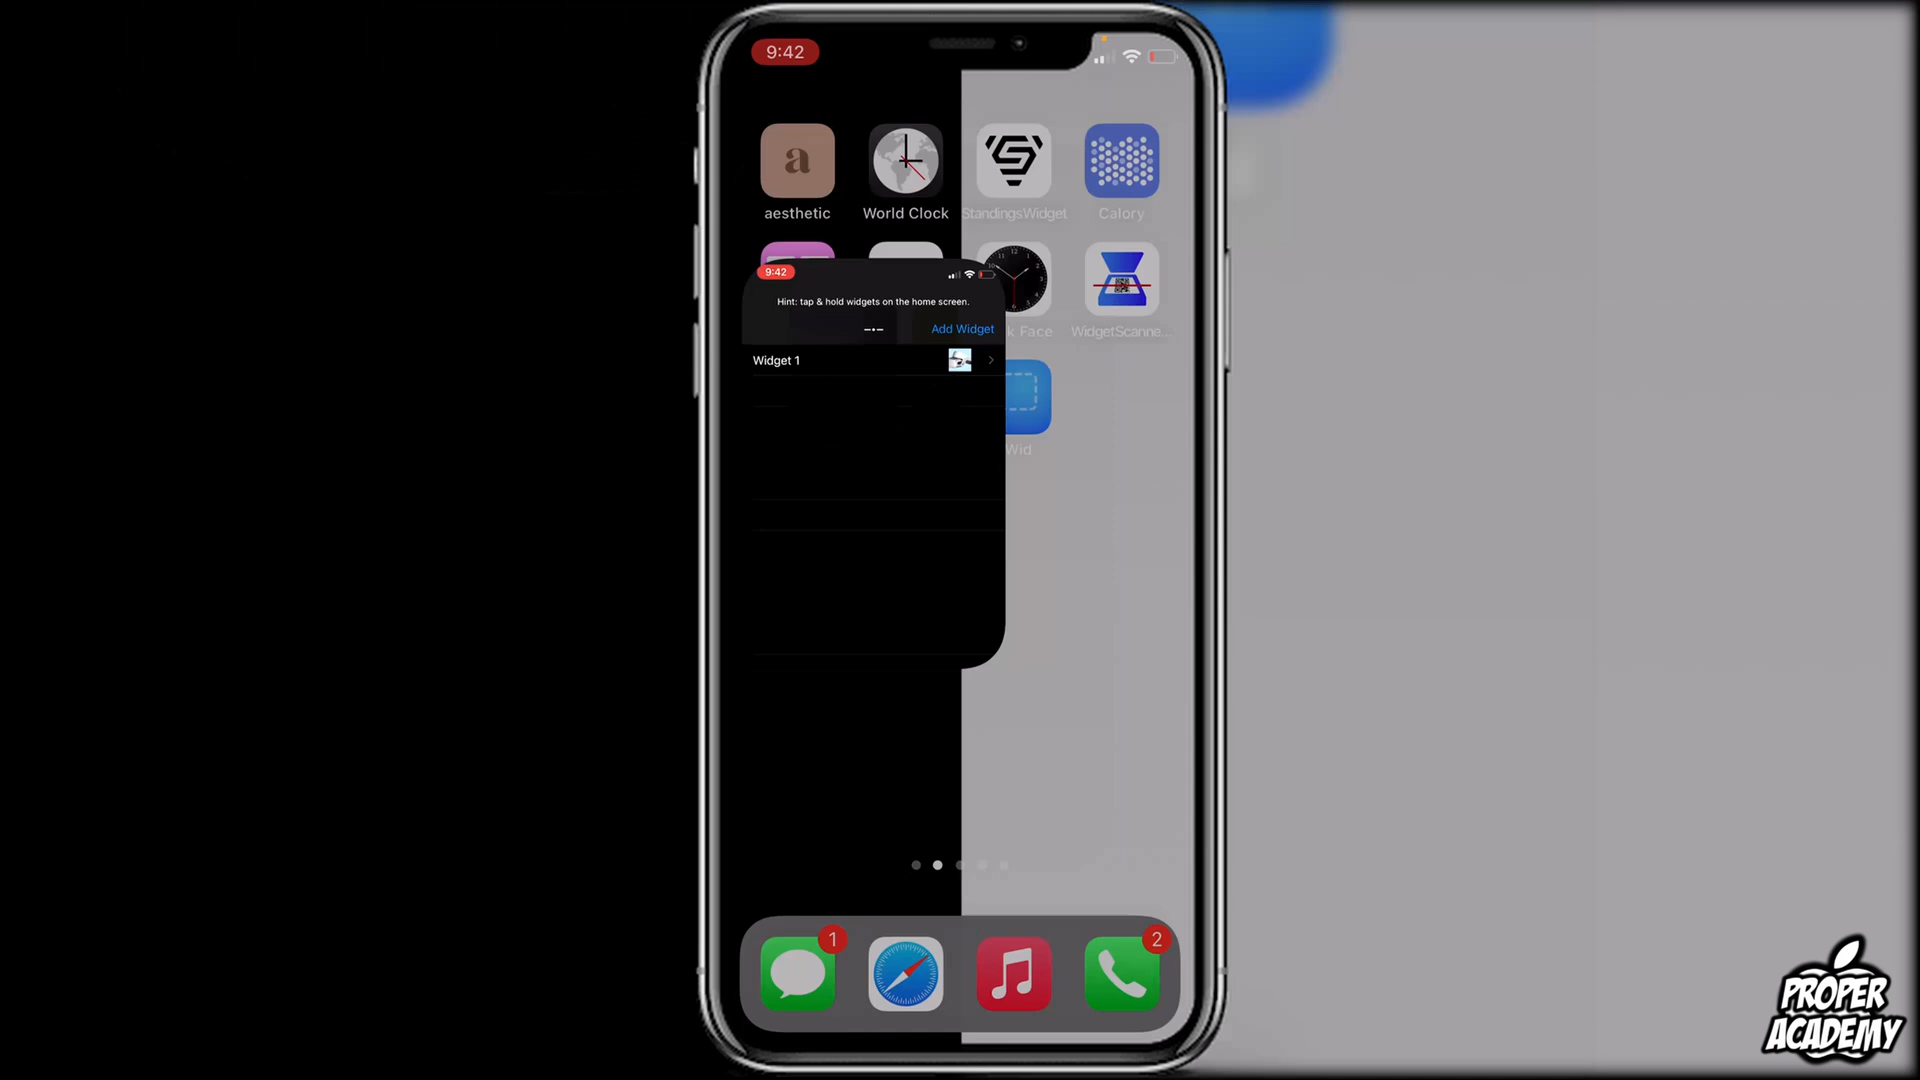 9:42
a
aesthetic
World Clock
StandingsWidget
Calory
9:42
Hint: tap & hold widgets on the home screen.
Add Widget
Widget 1
k Face
WidgetScanne...
Wid
1
2
PROPER
ACADEMY